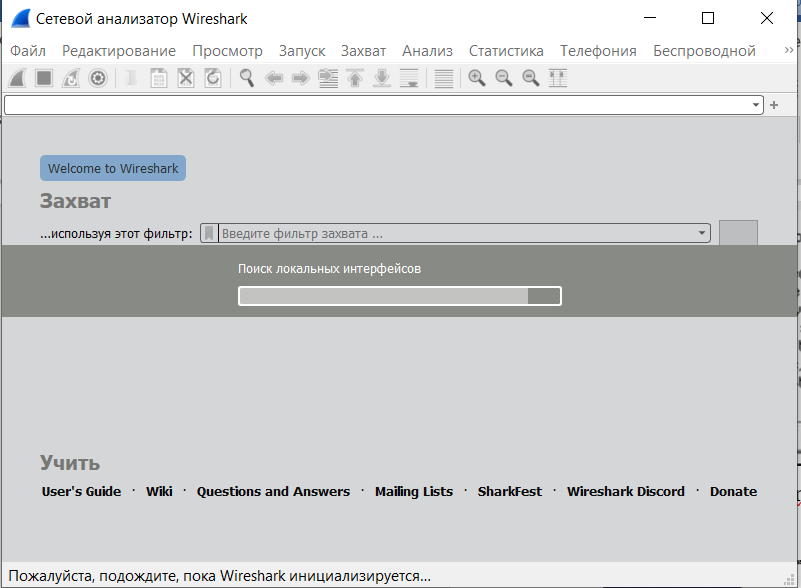 Сетевой анализатор Wireshark
Файл Редактирование Просмотр Запуск Захват Анализ Статистика Телефония Беспроводной »
Welcome to Wireshark
Захват
...используя этот фильтр: Введите фильтр захвата ...
Поиск локальных интерфейсов
Учить
User's Guide · Wiki · Questions and Answers · Mailing Lists · SharkFest · Wireshark Discord · Donate
Пожалуйста, подождите, пока Wireshark инициализируется...